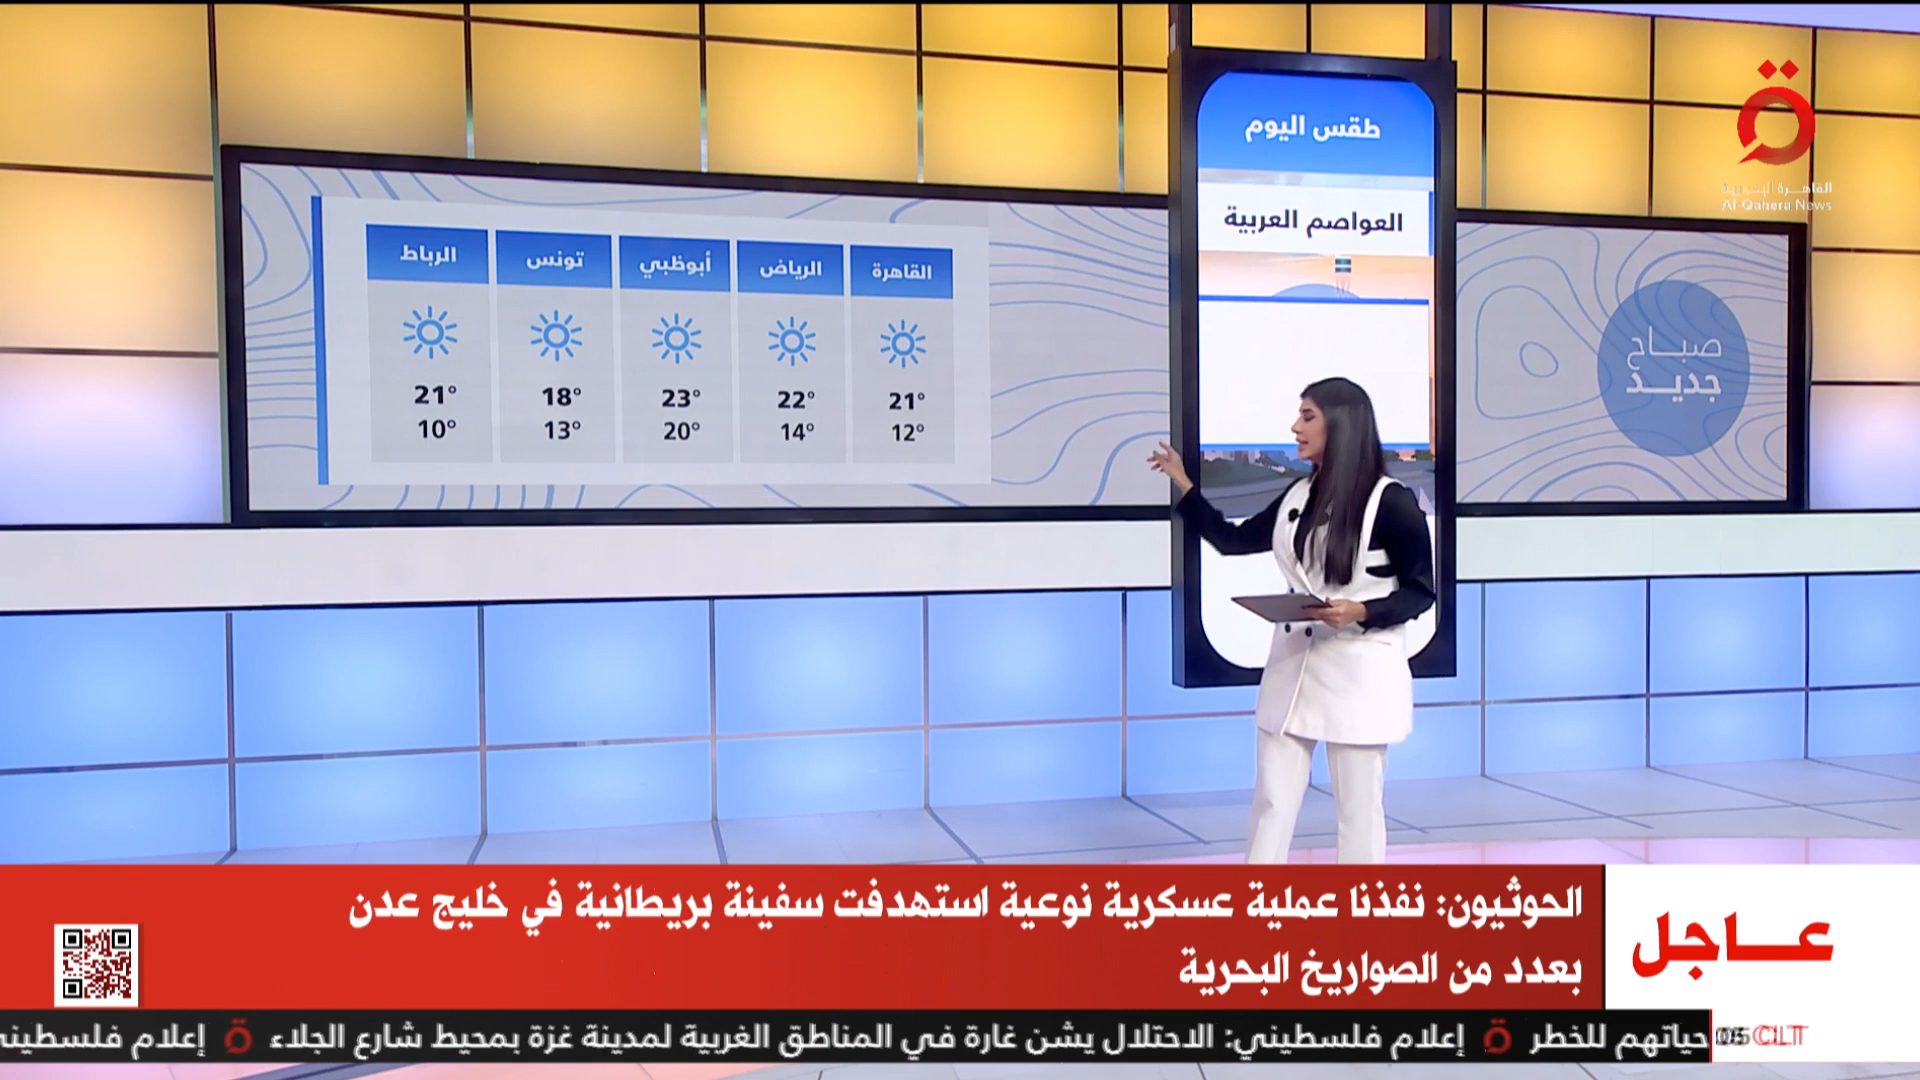 طقس اليوم
العواصم العربية
القاهرة
21°
12°
الرياض
22°
14°
أبوظبي
23°
20°
تونس
18°
13°
الرباط
21°
10°
صباح
جديد
القاهرة الإخبارية
Al-Qahera News
عاجل
الحوثيون: نفذنا عملية عسكرية نوعية استهدفت سفينة بريطانية في خليج عدن
بعدد من الصواريخ البحرية
حياتهم للخطر
إعلام فلسطيني: الاحتلال يشن غارة في المناطق الغربية لمدينة غزة بمحيط شارع الجلاء
إعلام